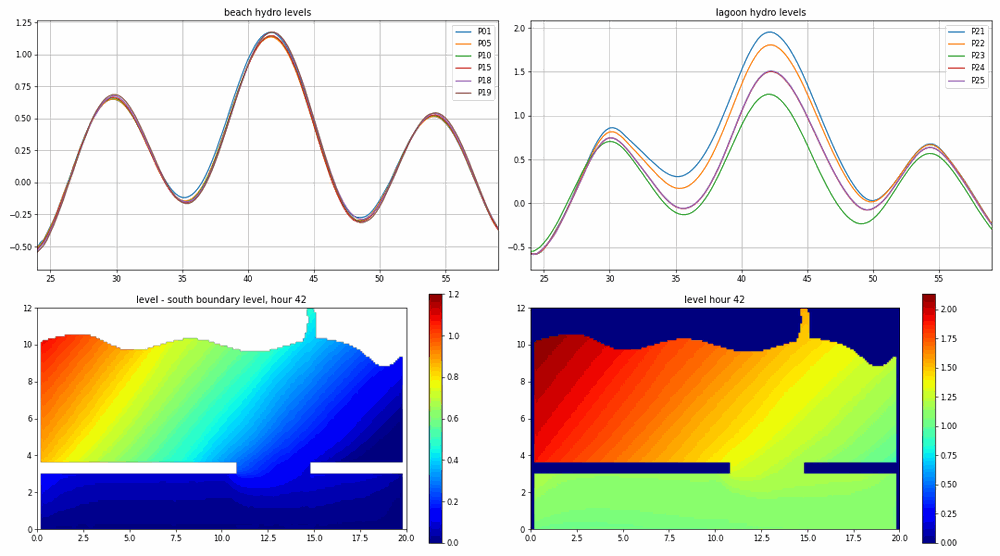 beach hydro levels
1.25
1.00
0.75
0.50
0.25
0.00
−0.25
−0.50
25 30 35 40 45 50 55
P01
P05
P10
P15
P18
P19
lagoon hydro levels
2.0
1.5
1.0
0.5
0.0
−0.5
25 30 35 40 45 50 55
P21
P22
P23
P24
P25
level - south boundary level, hour 42
12
10
8
6
4
2
0
0.0 2.5 5.0 7.5 10.0 12.5 15.0 17.5 20.0
1.2
1.0
0.8
0.6
0.4
0.2
0.0
level hour 42
12
10
8
6
4
2
0
0.0 2.5 5.0 7.5 10.0 12.5 15.0 17.5 20.0
2.00
1.75
1.50
1.25
1.00
0.75
0.50
0.25
0.00